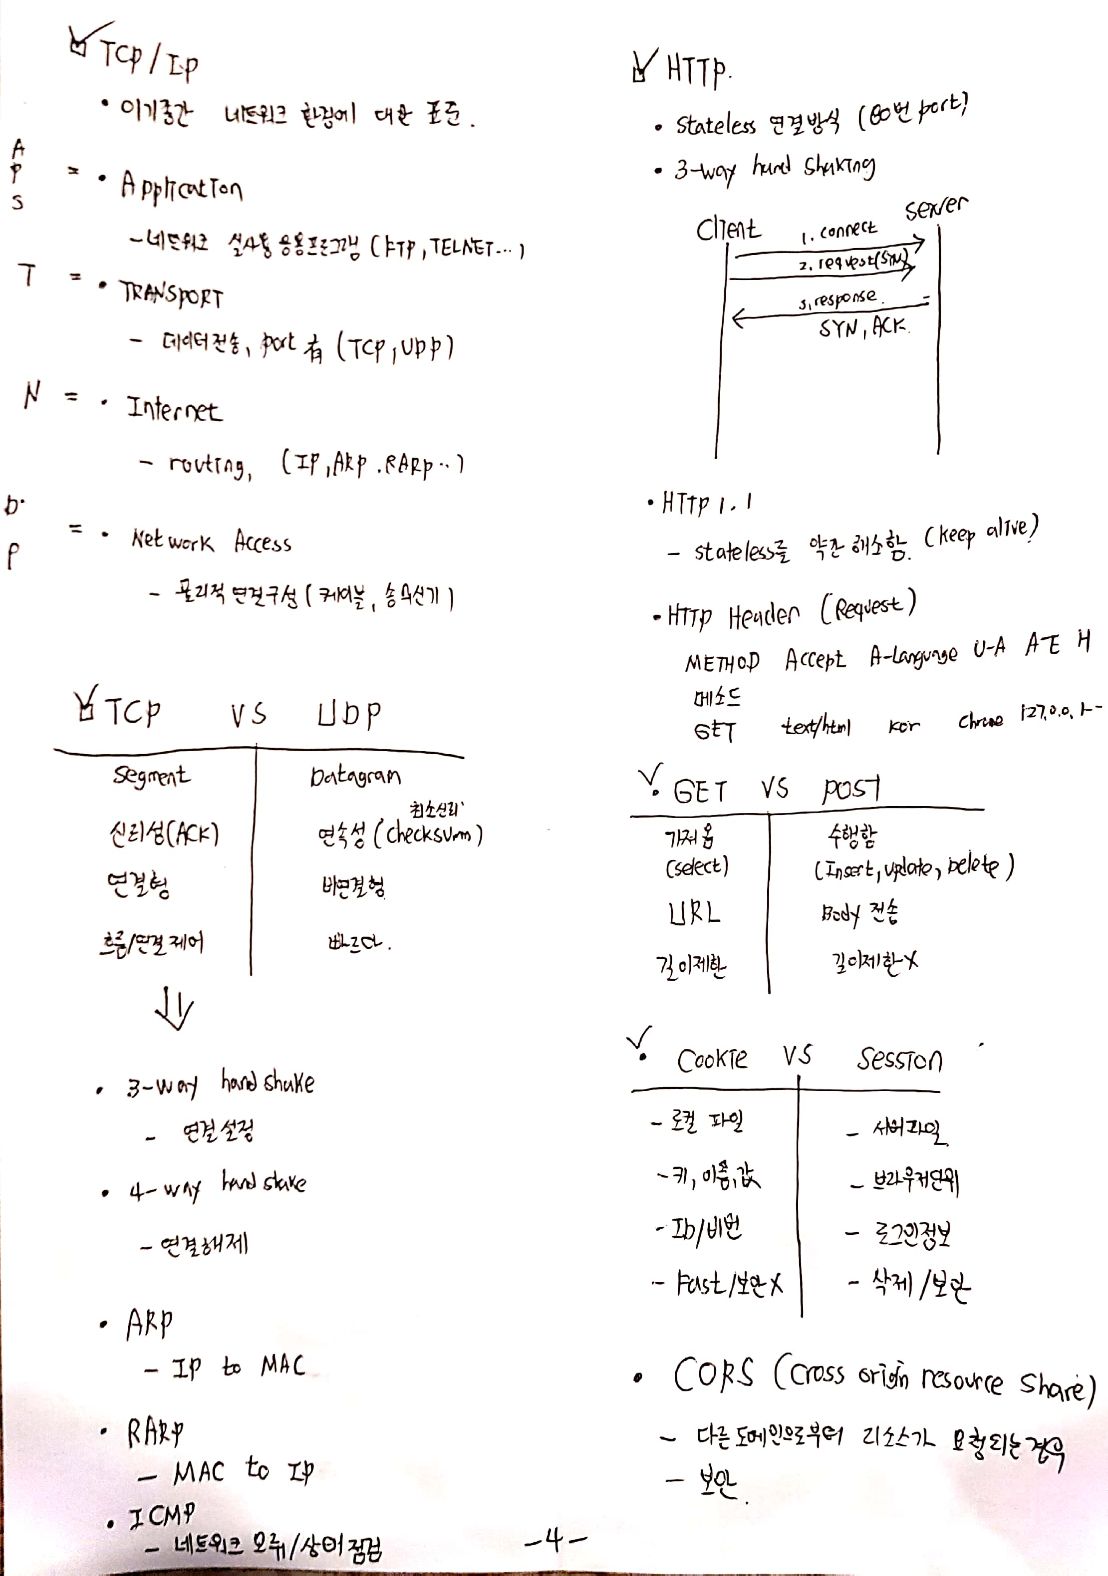 TCP/IP
• 이기종간 네트워크 환경에 대한 표준.
A
P
S
= • Application
- 네트워크 실사용 응용프로그램 (FTP, TELNET...)
T = • TRANSPORT
- 데이터 전송, port 有 (TCP, UDP)
N = • Internet
- routing, (IP, ARP. RARP..)
D.
P
= • Network Access
- 물리적 연결구성 (케이블, 송수신기)
TCP VS UDP
Segment Datagram
신뢰성(ACK) 연속성(checksum) 최소신뢰
연결형 비연결형
흐름/연결제어 빠르다.
• 3-way handshake
- 연결설정
• 4-way handshake
- 연결해제
• ARP
- IP to MAC
• RARP
- MAC to IP
• ICMP
- 네트워크 오류/상태점검
HTTP.
• Stateless 연결방식 (80번 port)
• 3-way hand shaking
Client Server
1. connect
2. request(SYN)
3. response.
SYN, ACK.
• HTTP 1.1
- stateless를 약간 해소함. (keep alive)
• HTTP Header (Request)
METHOD Accept A-Language U-A A-E H
메소드
GET text/html kor chrome 127.0.0.1--
• GET VS POST
가져옴 수행함
(select) (Insert, update, Delete)
URL Body 전송
길이제한 길이제한X
• Cookie VS Session
- 로컬 파일 - 서버파일
- 키, 이름, 값 - 브라우저단위
- ID/비번 - 로그인정보
- Fast/보안X - 삭제/보안
• CORS (Cross origin resource share)
- 다른 도메인으로부터 리소스가 요청되는 경우
- 보안.
-4-